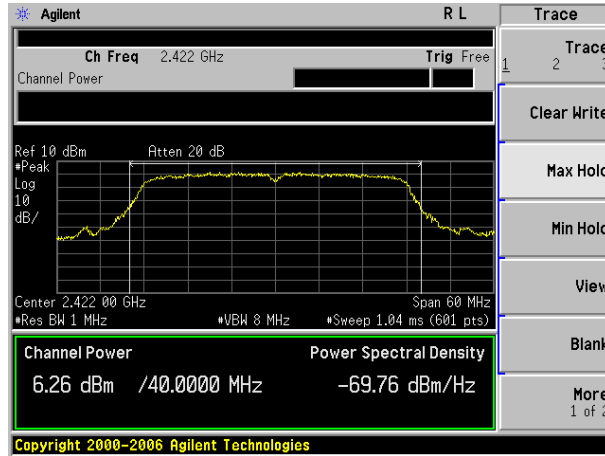 Agilent R L Trace
Ch Freq 2.422 GHz Trig Free
Channel Power
Trace
1 2 3
Clear Write
Max Hold
Min Hold
View
Blank
More
1 of 2
Ref 10 dBm Atten 20 dB
#Peak
Log
10
dB/
Center 2.422 00 GHz Span 60 MHz
#Res BW 1 MHz #VBW 8 MHz #Sweep 1.04 ms (601 pts)
Channel Power Power Spectral Density
6.26 dBm /40.0000 MHz -69.76 dBm/Hz
Copyright 2000-2006 Agilent Technologies